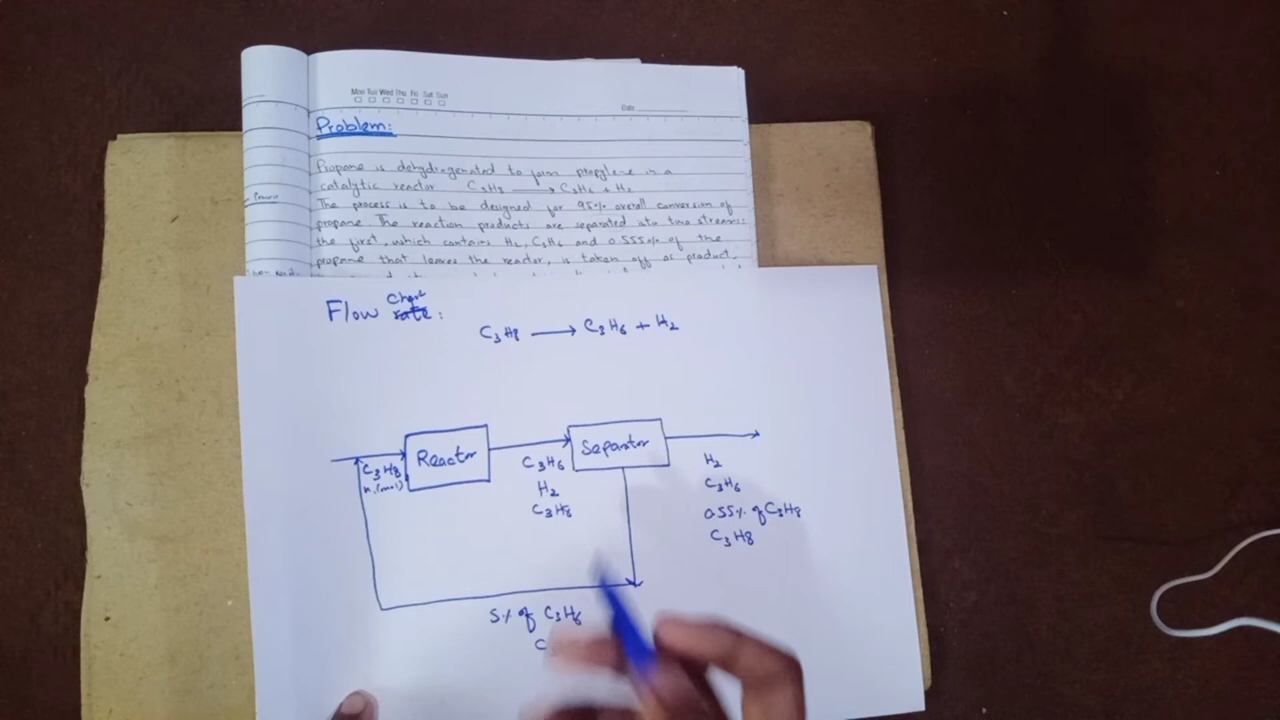 Mon Tue Wed Thu Fri Sat Sun
Date
Problem:
Propane is dehydrogenated to form propylene in a
catalytic reactor C3H8 → C3H6 + H2
The process is to be designed for 95% overall conversion of
propane. The reaction products are separated into two streams:
the first, which contains H2, C3H6 and 0.555% of the
propane that leaves the reactor, is taken off as product,
Flow rate Chart:
C3H8 → C3H6 + H2
Reactor
Separator
C3H8
n1(mol)
C3H6
H2
C3H8
H2
C3H6
0.55% of C3H8
C3H8
5% of C3H6
C